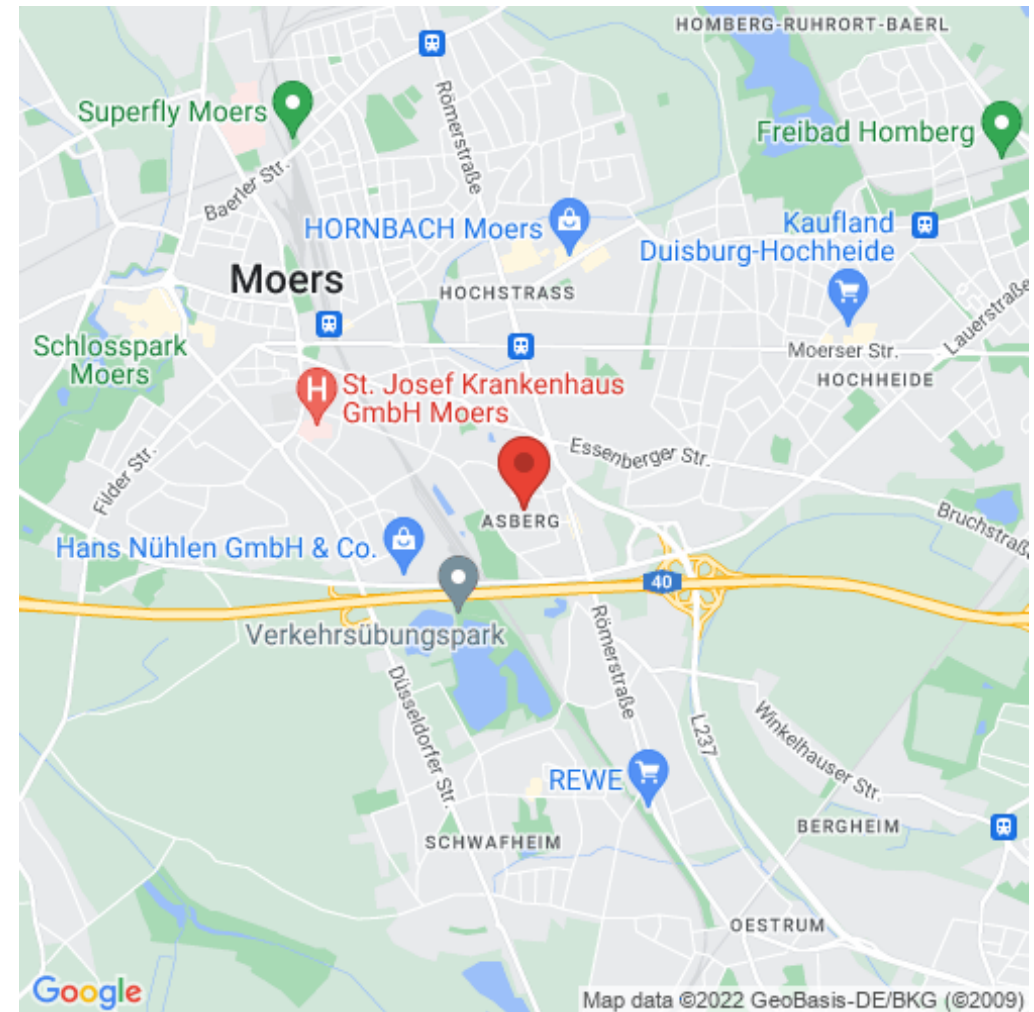 HOMBERG-RUHRORT-BAERL
Superfly Moers
Römerstraße
Freibad Homberg
Baerler Str.
HORNBACH Moers
Kaufland
Duisburg-Hochheide
Moers
HOCHSTRASS
Lauerstraße
Schlosspark
Moers
Moerser Str.
HOCHHEIDE
H
St. Josef Krankenhaus
GmbH Moers
Essenberger Str.
Filder Str.
ASBERG
Bruchstraße
Hans Nühlen GmbH & Co.
40
Verkehrsübungspark
Römerstraße
Düsseldorfer Str.
L237
Winkelhauser Str.
REWE
BERGHEIM
SCHWAFHEIM
OESTRUM
Google
Map data ©2022 GeoBasis-DE/BKG (©2009)